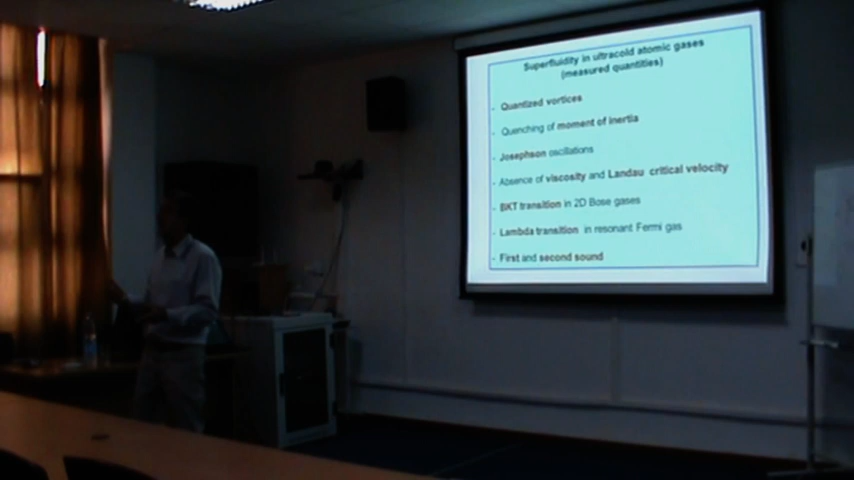 Superfluidity in ultracold atomic gases
(measured quantities)
- Quantized vortices
- Quenching of moment of inertia
- Josephson oscillations
- Absence of viscosity and Landau critical velocity
- BKT transition in 2D Bose gases
- Lambda transition in resonant Fermi gas
- First and second sound